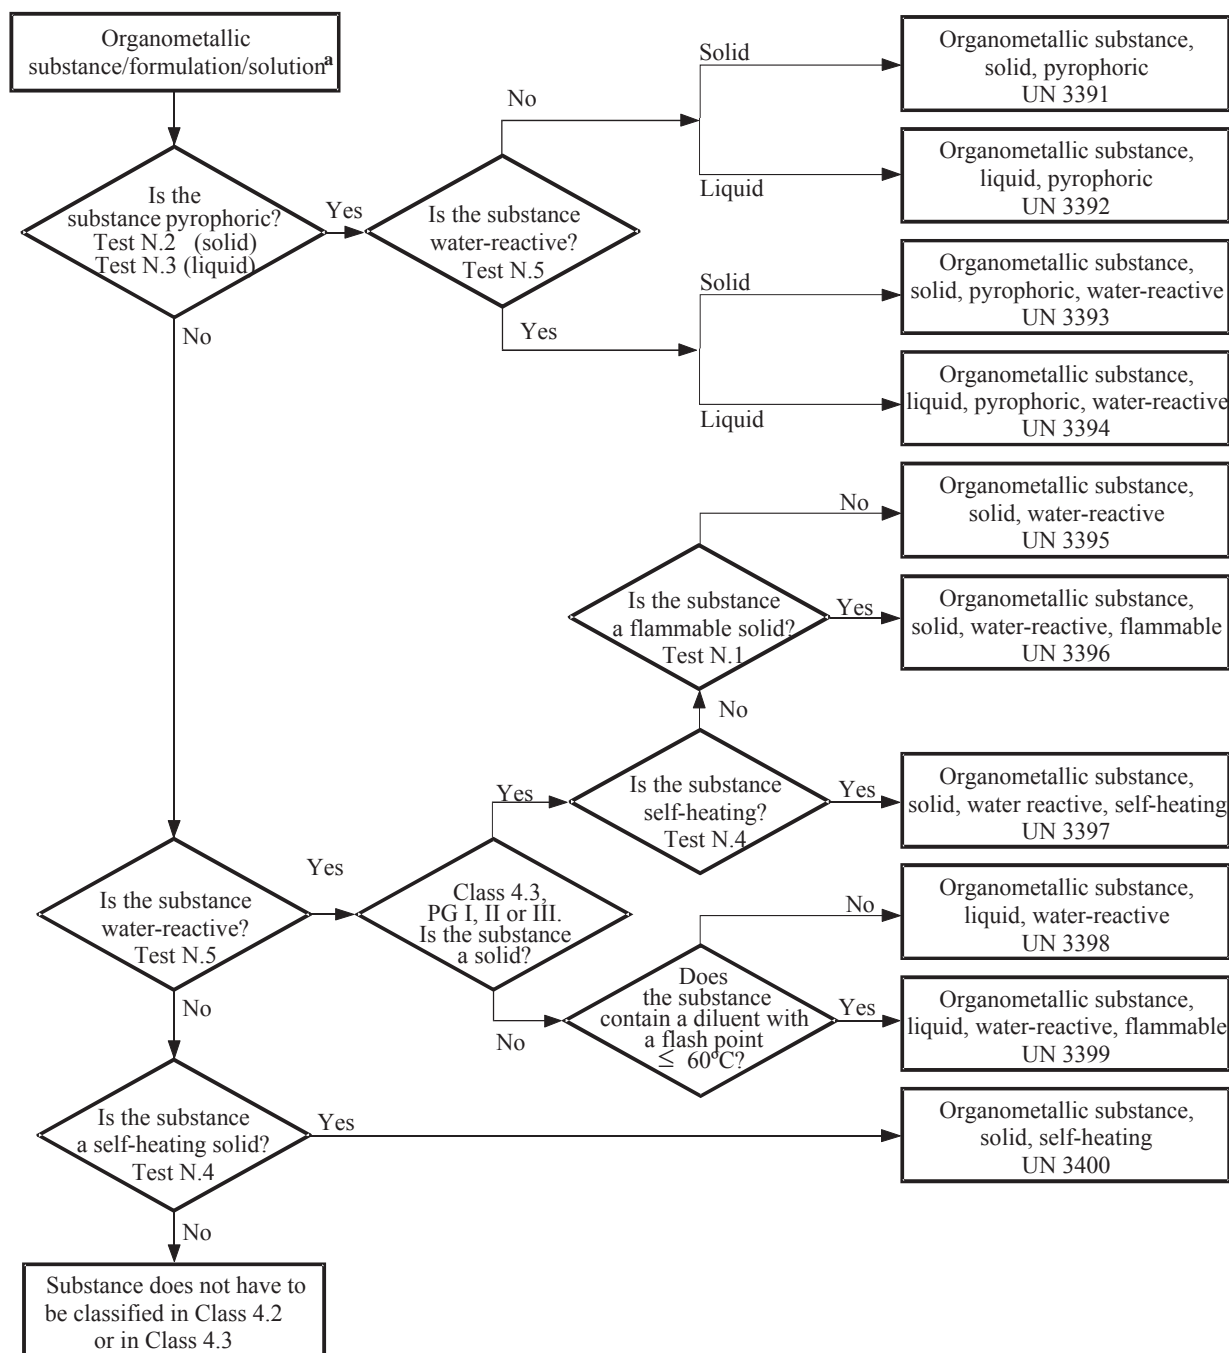 Organometallic
substance/formulation/solutionª
Solid
Organometallic substance,
solid, pyrophoric
UN 3391
No
Is the
substance pyrophoric?
Test N.2 (solid)
Test N.3 (liquid)
Yes
Is the substance
water-reactive?
Test N.5
Liquid
Organometallic substance,
liquid, pyrophoric
UN 3392
Solid
Organometallic substance,
solid, pyrophoric, water-reactive
UN 3393
Yes
No
Liquid
Organometallic substance,
liquid, pyrophoric, water-reactive
UN 3394
No
Organometallic substance,
solid, water-reactive
UN 3395
Is the substance
a flammable solid?
Test N.1
Yes
Organometallic substance,
solid, water-reactive, flammable
UN 3396
No
Is the substance
self-heating?
Test N.4
Yes
Yes
Organometallic substance,
solid, water reactive, self-heating
UN 3397
Is the substance
water-reactive?
Test N.5
Yes
Class 4.3,
PG I, II or III.
Is the substance
a solid?
No
Organometallic substance,
liquid, water-reactive
UN 3398
No
No
Does
the substance
contain a diluent with
a flash point
≤ 60ºC?
Yes
Organometallic substance,
liquid, water-reactive, flammable
UN 3399
Is the substance
a self-heating solid?
Test N.4
Yes
Organometallic substance,
solid, self-heating
UN 3400
No
Substance does not have to
be classified in Class 4.2
or in Class 4.3